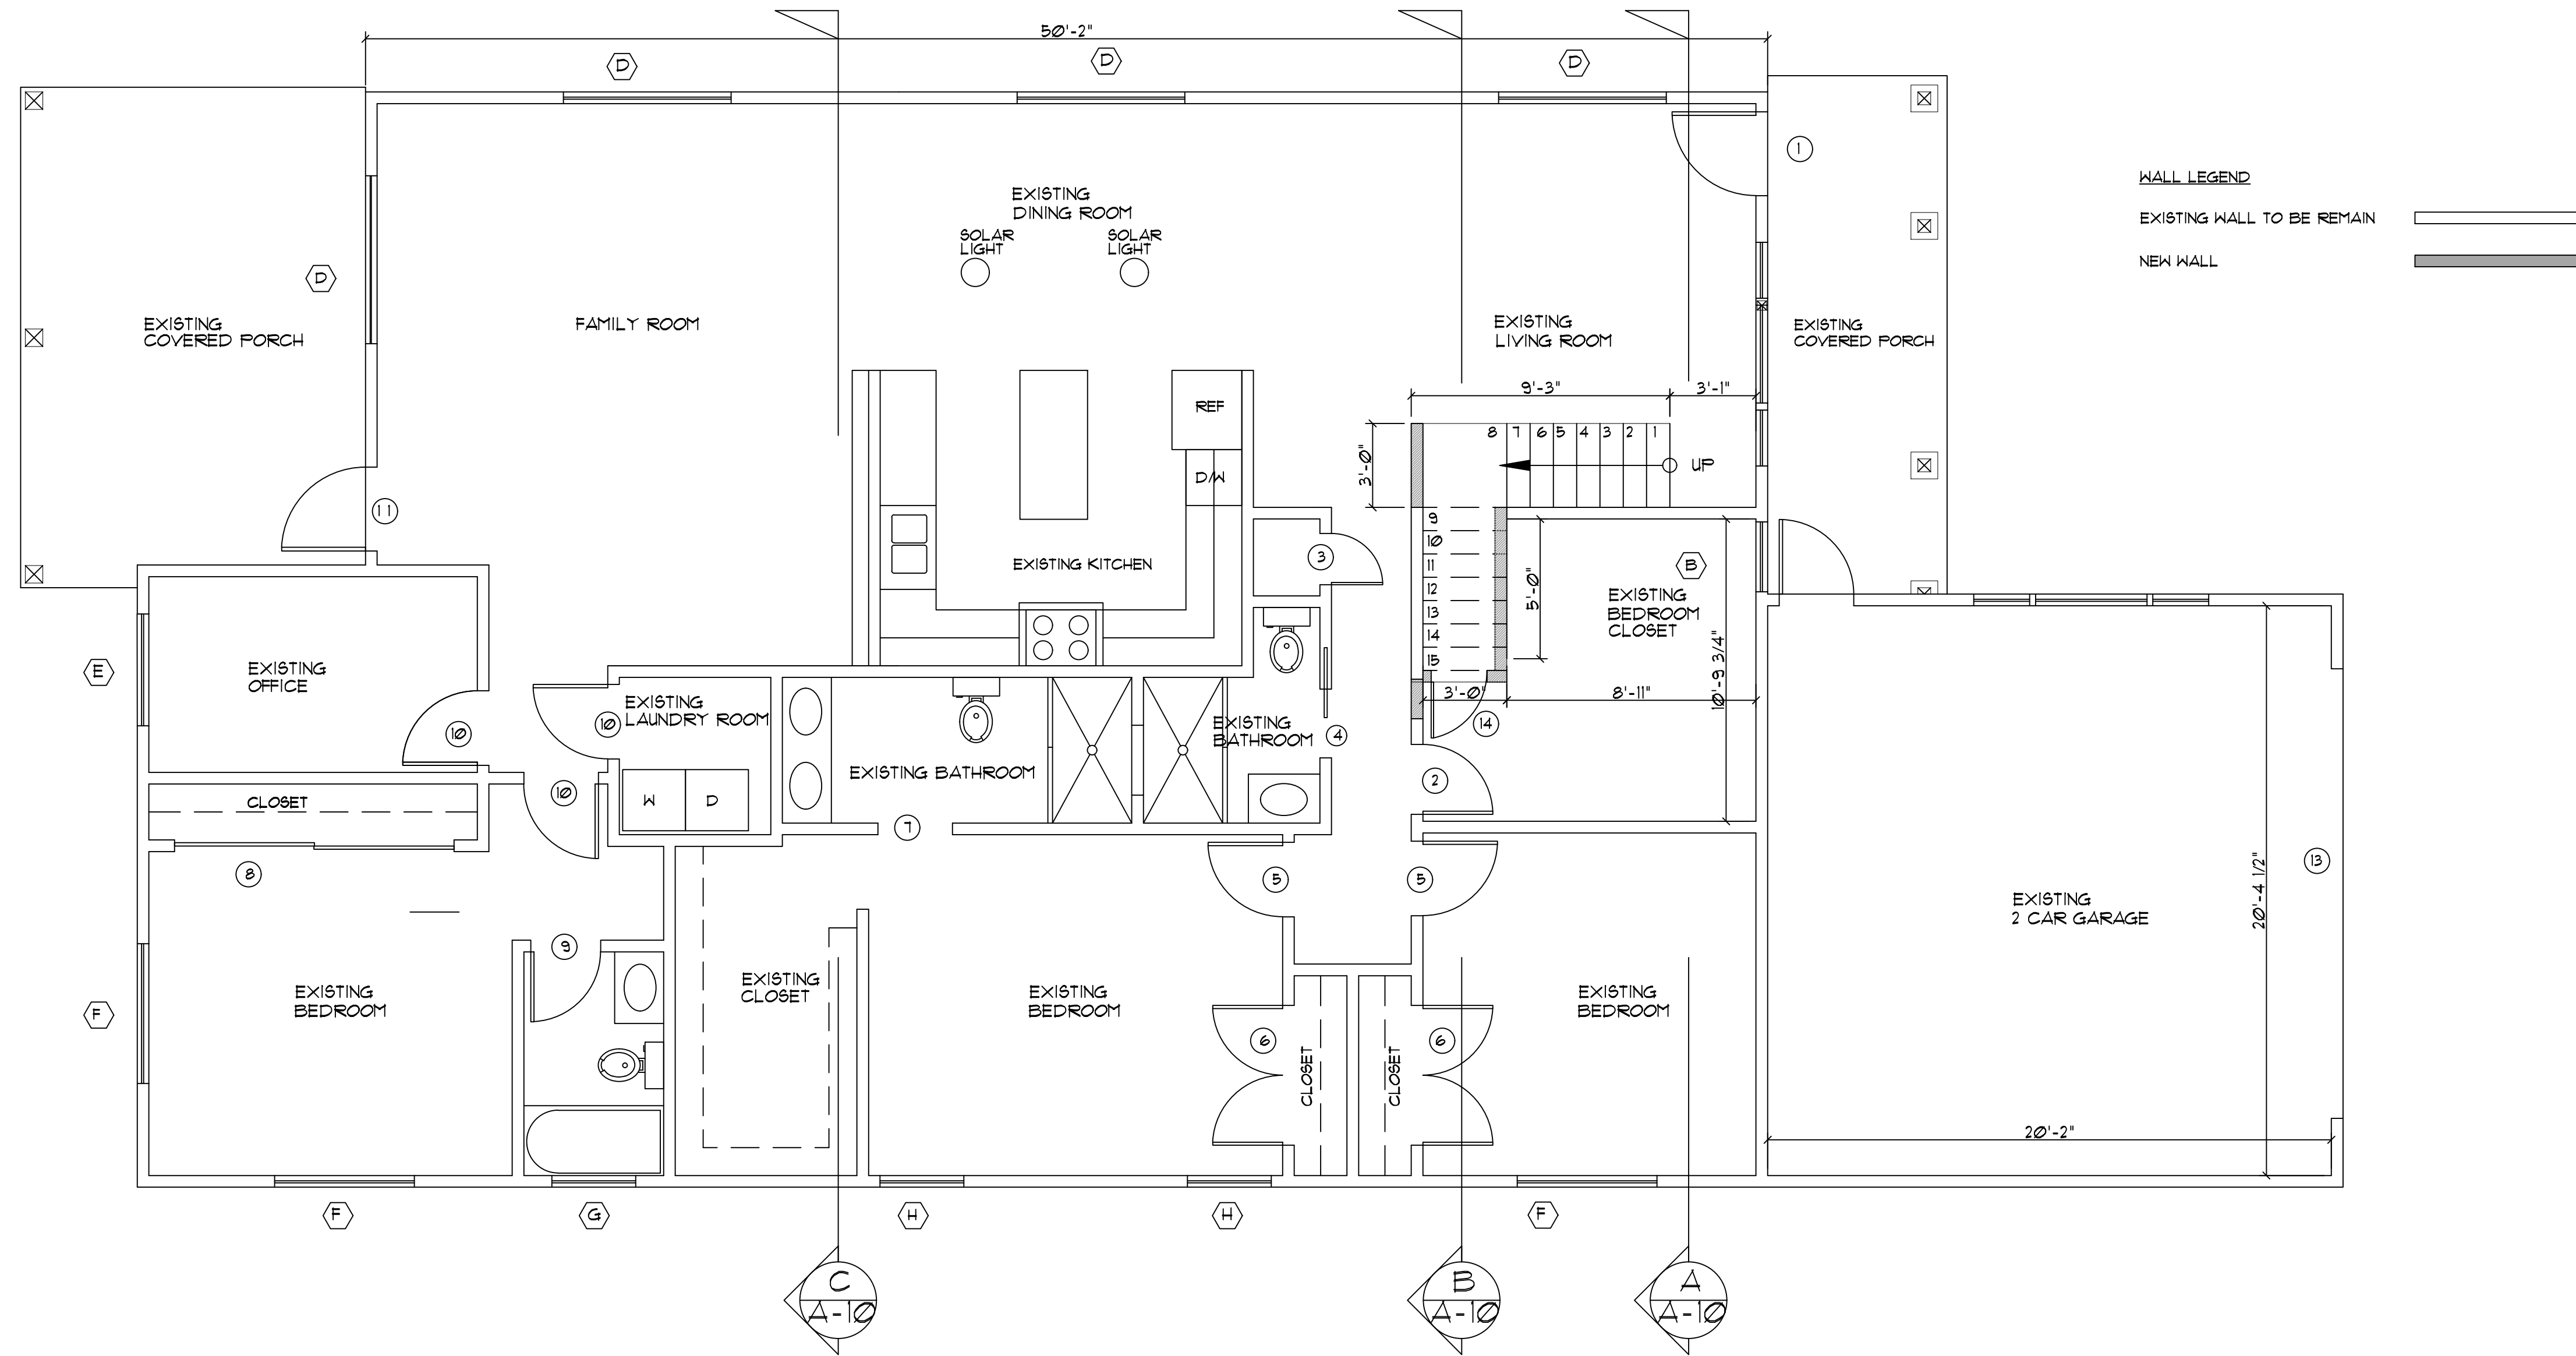 50'-2"
D
D
D
1
WALL LEGEND
EXISTING WALL TO BE REMAIN
NEW WALL
EXISTING
DINING ROOM
SOLAR
LIGHT
SOLAR
LIGHT
D
EXISTING
COVERED PORCH
FAMILY ROOM
EXISTING
LIVING ROOM
EXISTING
COVERED PORCH
9'-3"
3'-1"
REF
D/W
3'-0"
8
7
6
5
4
3
2
1
UP
11
9
10
11
12
13
14
15
3
EXISTING KITCHEN
B
5'-0"
EXISTING
BEDROOM
CLOSET
10'-9 3/4"
E
EXISTING
OFFICE
10
10
EXISTING
LAUNDRY ROOM
EXISTING
BATHROOM
4
3'-0"
8'-11"
14
10
W
D
EXISTING BATHROOM
2
CLOSET
7
8
5
5
13
20'-4 1/2"
EXISTING
2 CAR GARAGE
9
EXISTING
BEDROOM
EXISTING
CLOSET
EXISTING
BEDROOM
EXISTING
BEDROOM
F
6
6
CLOSET
CLOSET
20'-2"
F
G
H
H
F
C
A-10
B
A-10
A
A-10